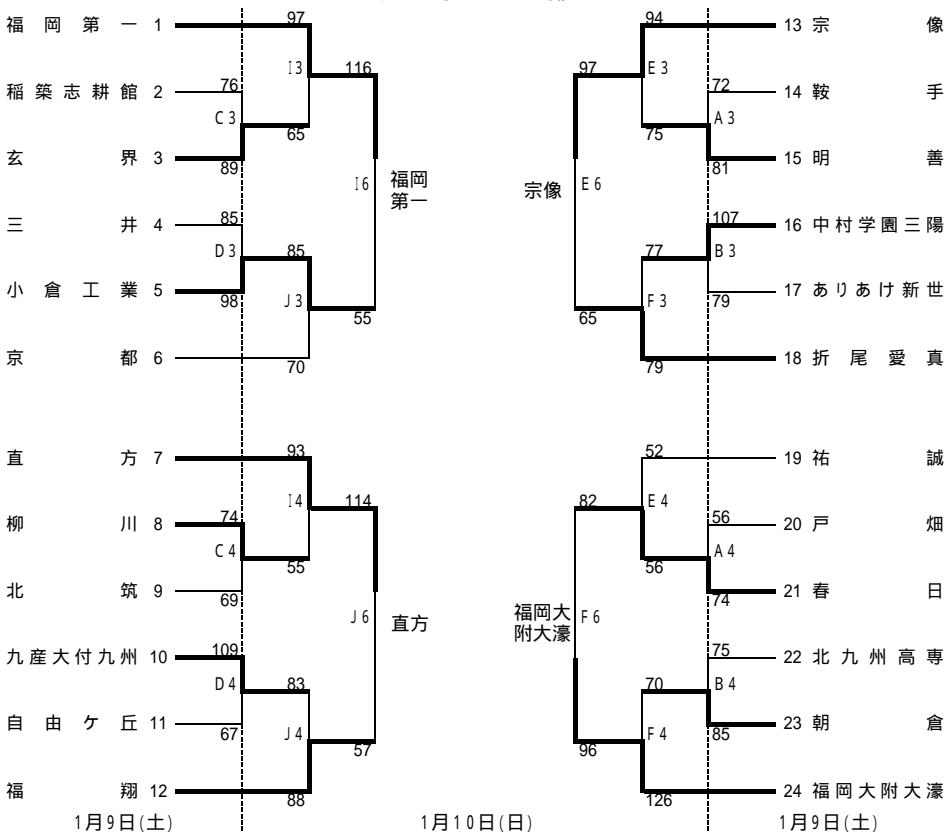 97
94
福岡第一 1
13 宗像
I3
116
97
E3
稲築志耕館 2
76
72
14 鞍手
C3
A3
65
75
玄界 3
89
81
15 明善
I6
福岡
第一
宗像
E6
三井 4
85
107
16 中村学園三陽
D3
85
77
B3
小倉工業 5
98
J3
55
65
F3
79
17 ありあけ新世
京都 6
70
79
18 折尾愛真
直方 7
93
52
19 祐誠
I4
114
82
E4
柳川 8
74
56
20 戸畑
C4
A4
55
56
北筑 9
69
74
21 春日
J6
直方
福岡大
附大濠
F6
九産大付九州 10
109
75
22 北九州高専
D4
83
70
B4
自由ケ丘 11
67
J4
57
96
F4
85
23 朝倉
福翔 12
88
126
24 福岡大附大濠
1月9日(土)
1月10日(日)
1月9日(土)